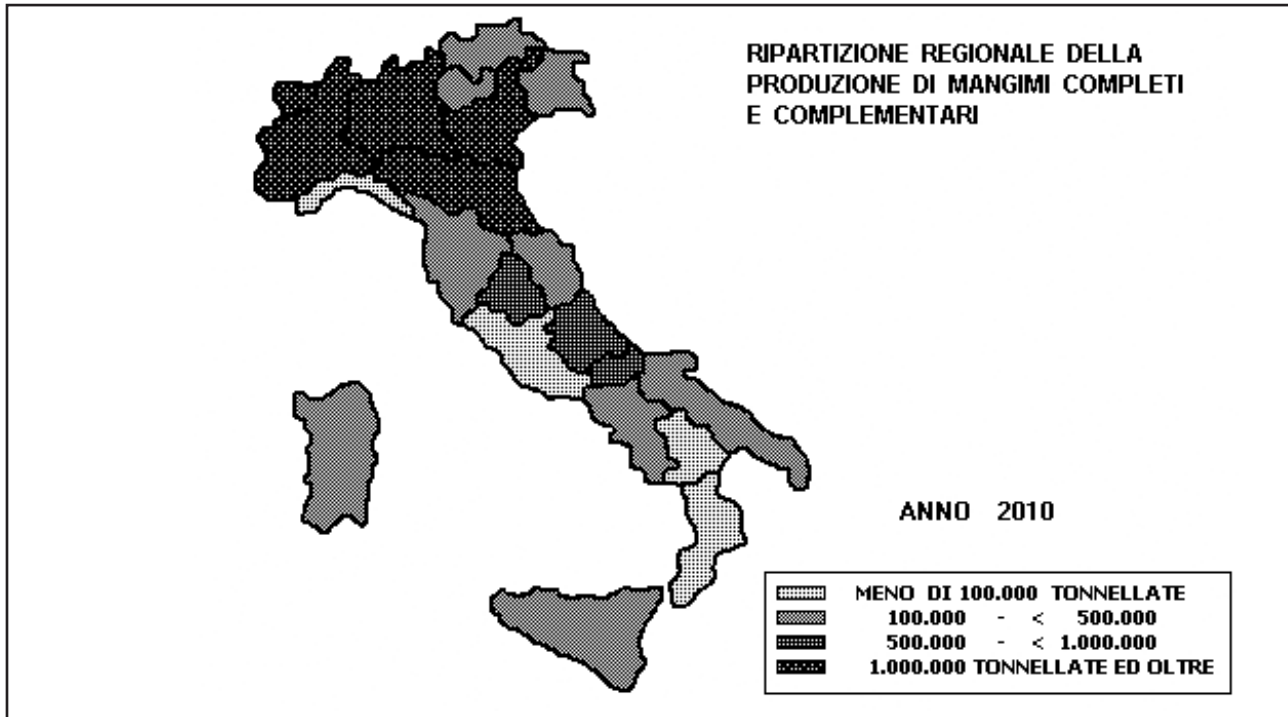 RIPARTIZIONE REGIONALE DELLA
PRODUZIONE DI MANGIMI COMPLETI
E COMPLEMENTARI
ANNO 2010
MENO DI 100.000 TONNELLATE
100.000 - < 500.000
500.000 - < 1.000.000
1.000.000 TONNELLATE ED OLTRE